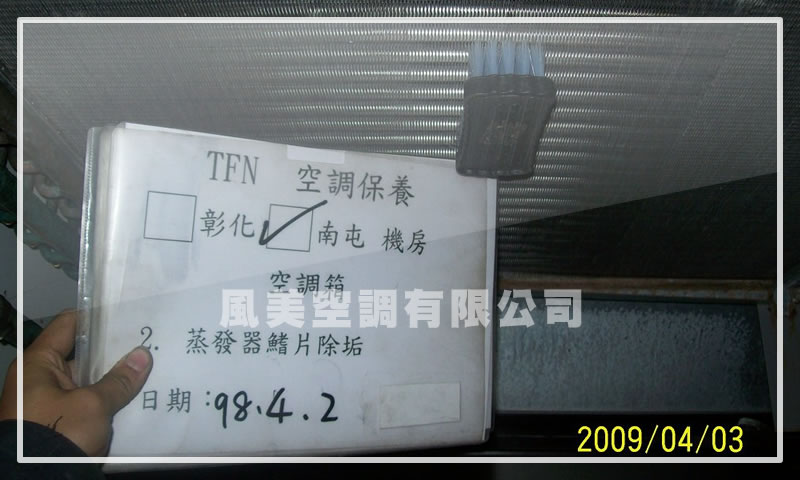 TFN 空調保養
彰化 南屯 機房
空調箱
風美空調有限公司
2. 蒸發器鰭片除垢
日期：98.4.2
2009/04/03